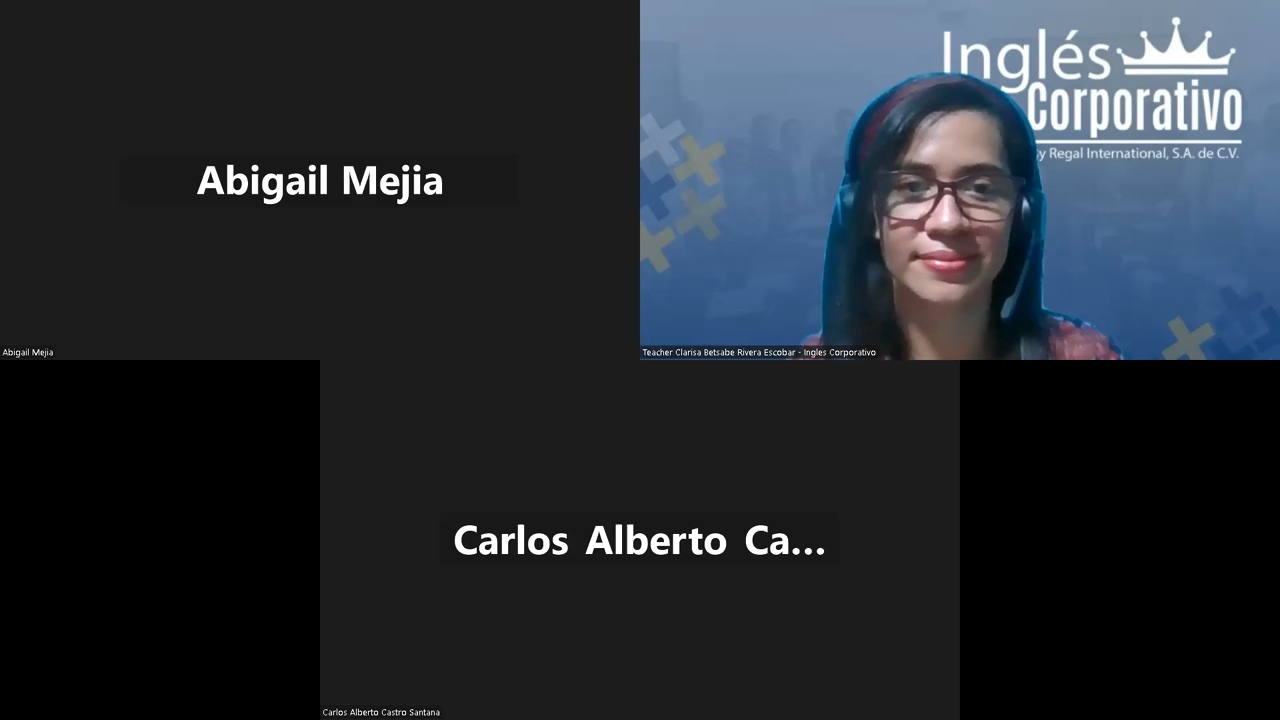 Abigail Mejia
Abigail Mejia
Inglés
Corporativo
y Regal International, S.A. de C.V.
Teacher Clarisa Betsabe Rivera Escobar - Ingles Corporativo
Carlos Alberto Ca...
Carlos Alberto Castro Santana